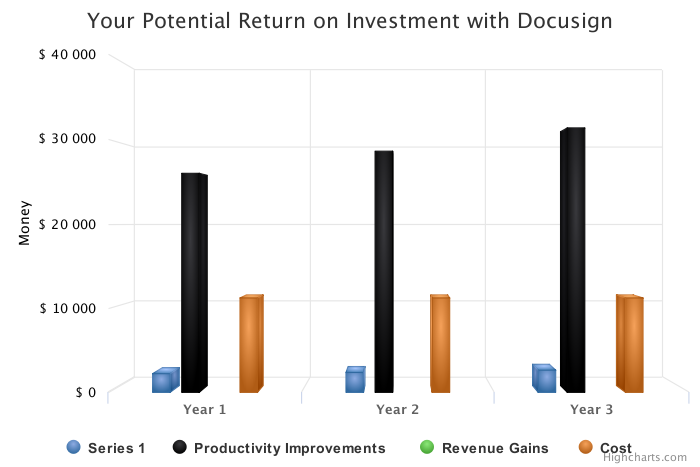 Your Potential Return on Investment with Docusign
$ 40 000
$ 30 000
$ 20 000
$ 10 000
$ 0
Money
Year 1
Year 2
Year 3
Series 1
Productivity Improvements
Revenue Gains
Cost
Highcharts.com